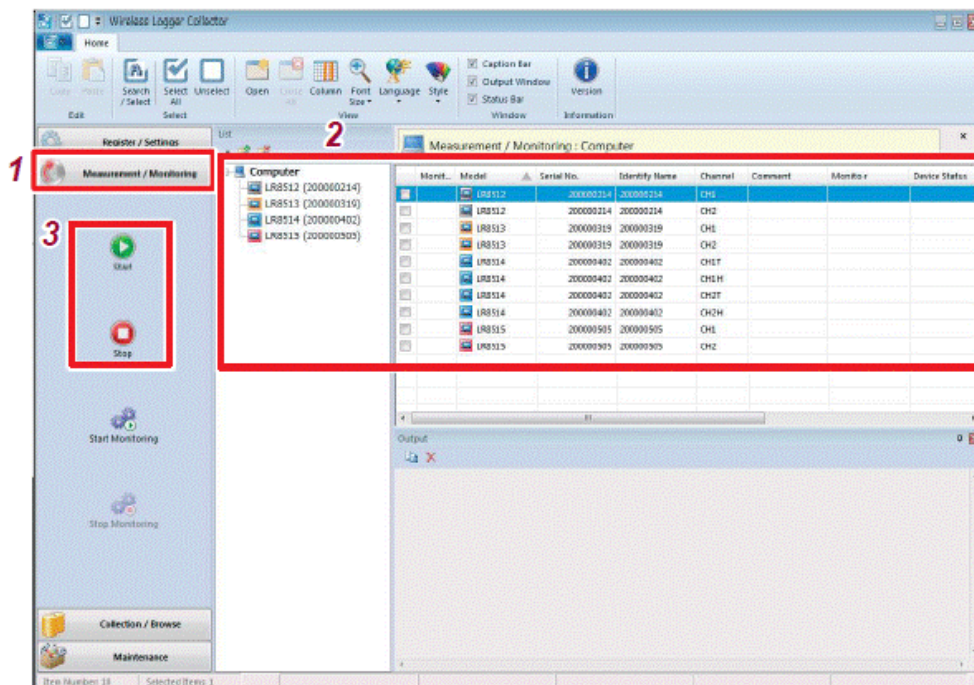 Wireless Logger Collector
Home
Copy Paste Search / Select Select All Unselect Open Close All Column Font Size Language Style
Caption Bar
Output Window
Status Bar
Version
Edit Select View Window Information
Register / Settings
List
2
Measurement / Monitoring : Computer
1
Measurement / Monitoring
Computer
LR8512 (200000214)
LR8513 (200000319)
LR8514 (200000402)
LR8515 (200000505)
Monit... Model Serial No. Identity Name Channel Comment Monitor Device Status
LR8512 200000214 200000214 CH1
LR8512 200000214 200000214 CH2
LR8513 200000319 200000319 CH1
LR8513 200000319 200000319 CH2
LR8514 200000402 200000402 CH1T
LR8514 200000402 200000402 CH1H
LR8514 200000402 200000402 CH2T
LR8514 200000402 200000402 CH2H
LR8515 200000505 200000505 CH1
LR8515 200000505 200000505 CH2
3
Start
Stop
Start Monitoring
Stop Monitoring
Output
Collection / Browse
Maintenance
Item Number: 18 Selected Items: 1